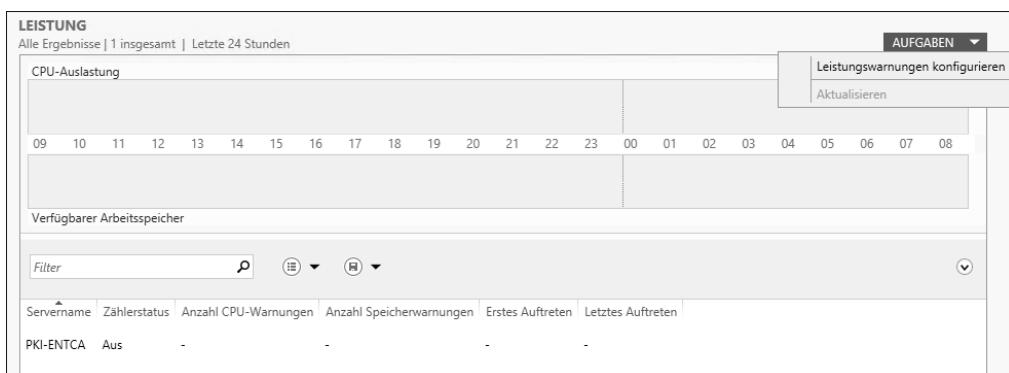 LEISTUNG
Alle Ergebnisse | 1 insgesamt | Letzte 24 Stunden
AUFGABEN
Leistungswarnungen konfigurieren
Aktualisieren
CPU-Auslastung
09 10 11 12 13 14 15 16 17 18 19 20 21 22 23 00 01 02 03 04 05 06 07 08
Verfügbarer Arbeitsspeicher
Filter
Servername Zählerstatus Anzahl CPU-Warnungen Anzahl Speicherwarnungen Erstes Auftreten Letztes Auftreten
PKI-ENTCA Aus - - - -